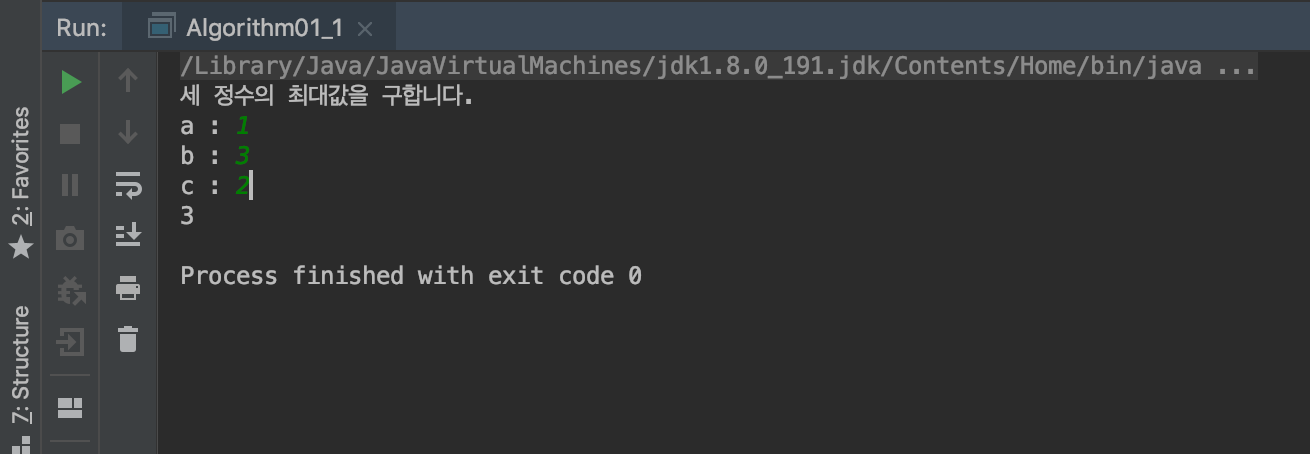 Run: Algorithm01_1
/Library/Java/JavaVirtualMachines/jdk1.8.0_191.jdk/Contents/Home/bin/java ...
세 정수의 최대값을 구합니다.
a : 1
b : 3
c : 2
3
Process finished with exit code 0
2: Favorites
7: Structure